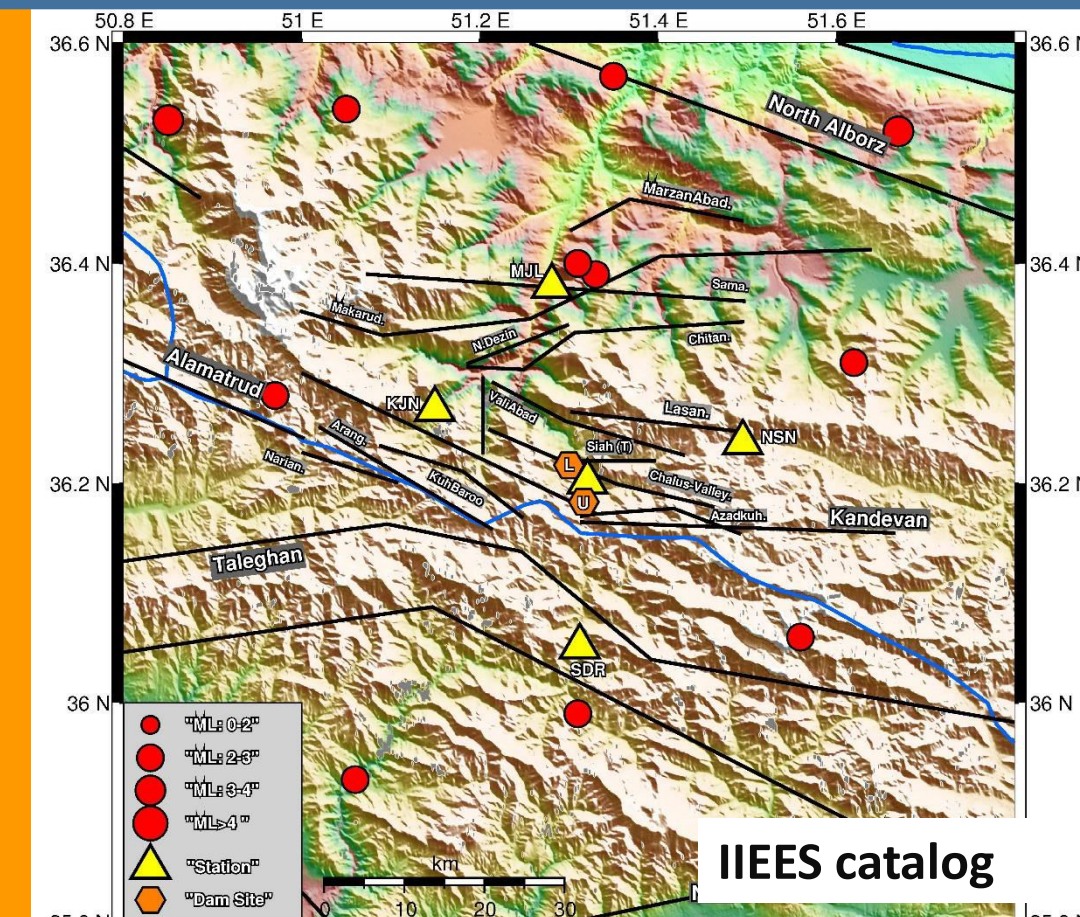 50.8 E 51 E 51.2 E 51.4 E 51.6 E
36.6 N 36.6 N
North Alborz
MarzanAbad.
36.4 N 36.4 N
MJL
Sama.
Makarud.
N.Dezin
Chitan.
Alamatrud
KJN
ValiAbad
Lasan.
NSN
Arang.
Siah (T)
Narian.
L
KuhBaroo
Chalus-Valley.
36.2 N 36.2 N
U
Azadkuh.
Kandevan
Taleghan
SDR
36 N 36 N
"ML: 0-2"
"ML: 2-3"
"ML: 3-4"
"ML>4 "
"Station"
"Dam Site"
km
0 10 20 30
IIEES catalog